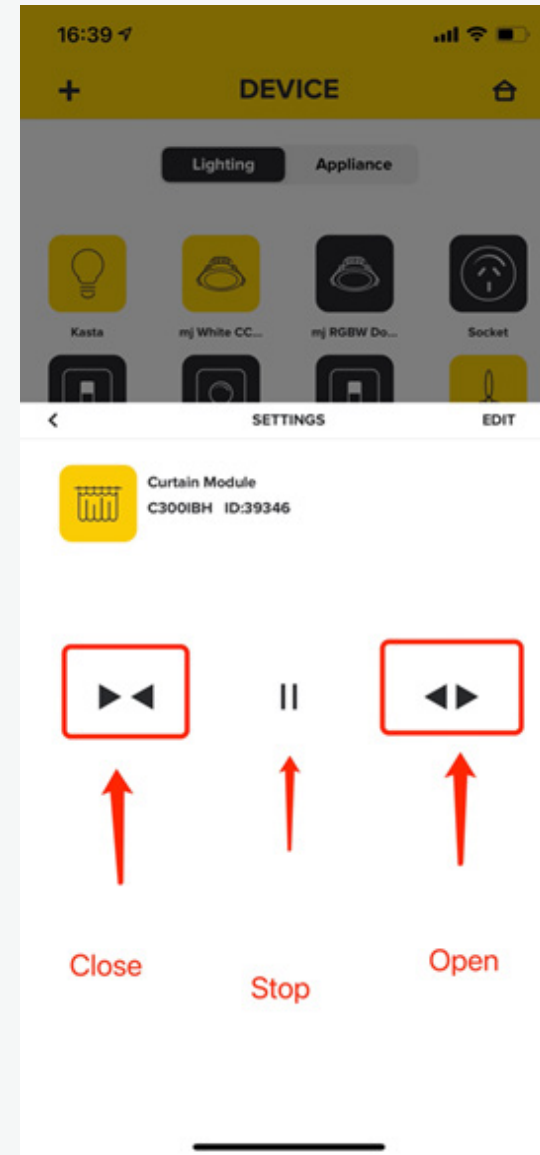 16:39
DEVICE
Lighting Appliance
Kasta mj White CC... mj RGBW Do... Socket
SETTINGS EDIT
Curtain Module
C300IBH ID:39346
Close
Stop
Open